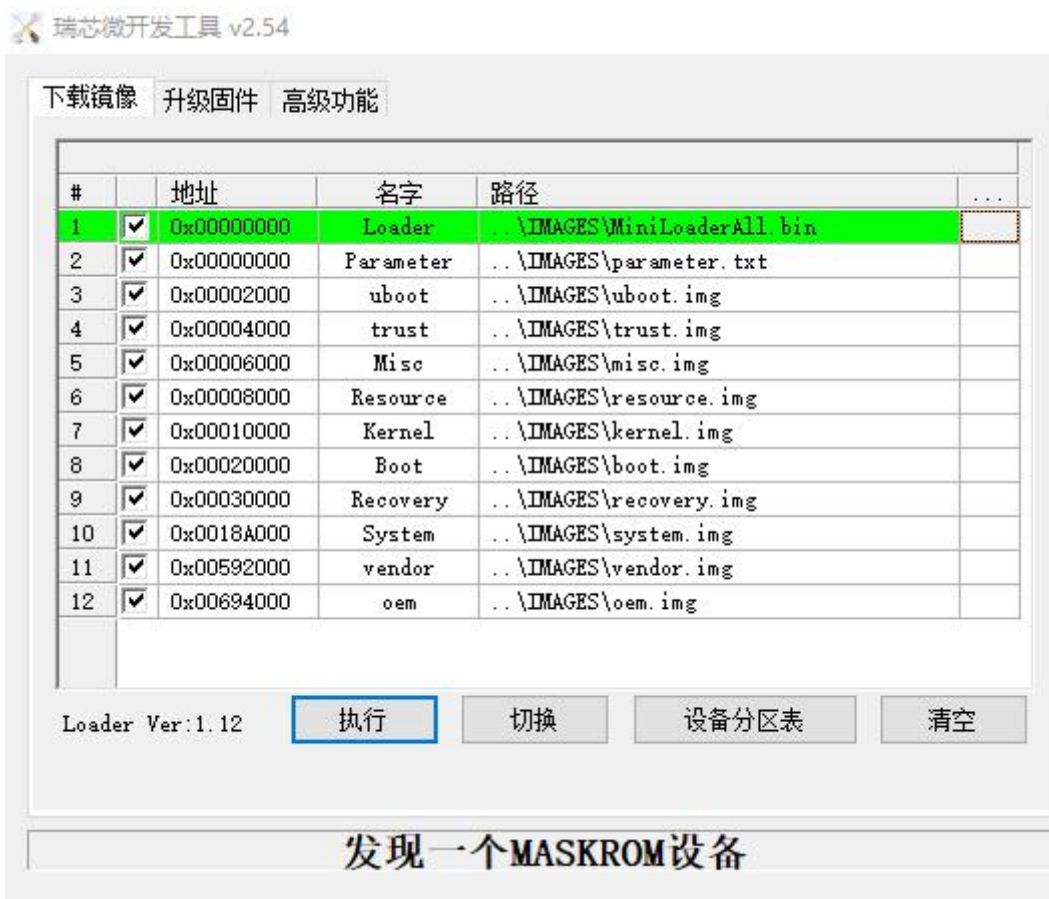 瑞芯微开发工具 v2.54
下载镜像 升级固件 高级功能
# 地址 名字 路径 ...
1 0x00000000 Loader ..\IMAGES\MiniLoaderAll.bin
2 0x00000000 Parameter ..\IMAGES\parameter.txt
3 0x00002000 uboot ..\IMAGES\uboot.img
4 0x00004000 trust ..\IMAGES\trust.img
5 0x00006000 Misc ..\IMAGES\misc.img
6 0x00008000 Resource ..\IMAGES\resource.img
7 0x00010000 Kernel ..\IMAGES\kernel.img
8 0x00020000 Boot ..\IMAGES\boot.img
9 0x00030000 Recovery ..\IMAGES\recovery.img
10 0x0018A000 System ..\IMAGES\system.img
11 0x00592000 vendor ..\IMAGES\vendor.img
12 0x00694000 oem ..\IMAGES\oem.img
Loader Ver:1.12 执行 切换 设备分区表 清空
发现一个MASKROM设备